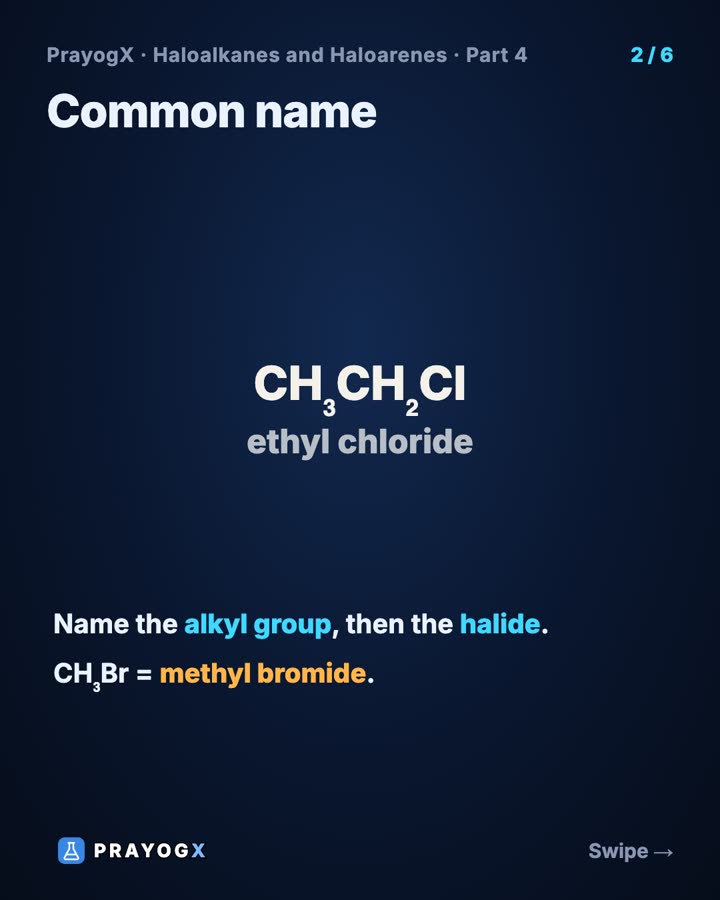 PrayogX · Haloalkanes and Haloarenes · Part 4 2 / 6
Common name
CH₃CH₂Cl
ethyl chloride
Name the alkyl group, then the halide.
CH₃Br = methyl bromide.
PRAYOGX Swipe →